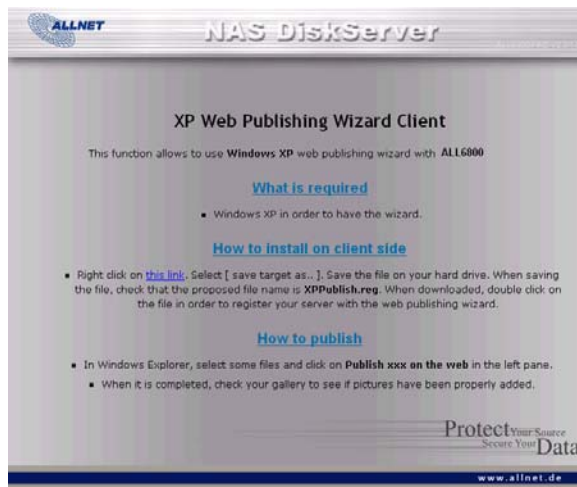 ALLNET
NAS DiskServer
XP Web Publishing Wizard Client
This function allows to use Windows XP web publishing wizard with ALL6800
What is required
Windows XP in order to have the wizard.
How to install on client side
Right click on this link. Select [ save target as.. ]. Save the file on your hard drive. When saving
the file, check that the proposed file name is XPPublish.reg. When downloaded, double click on
the file in order to register your server with the web publishing wizard.
How to publish
In Windows Explorer, select some files and click on Publish xxx on the web in the left pane.
When it is completed, check your gallery to see if pictures have been properly added.
Protect Your Source
Secure Your Data
www.allnet.de